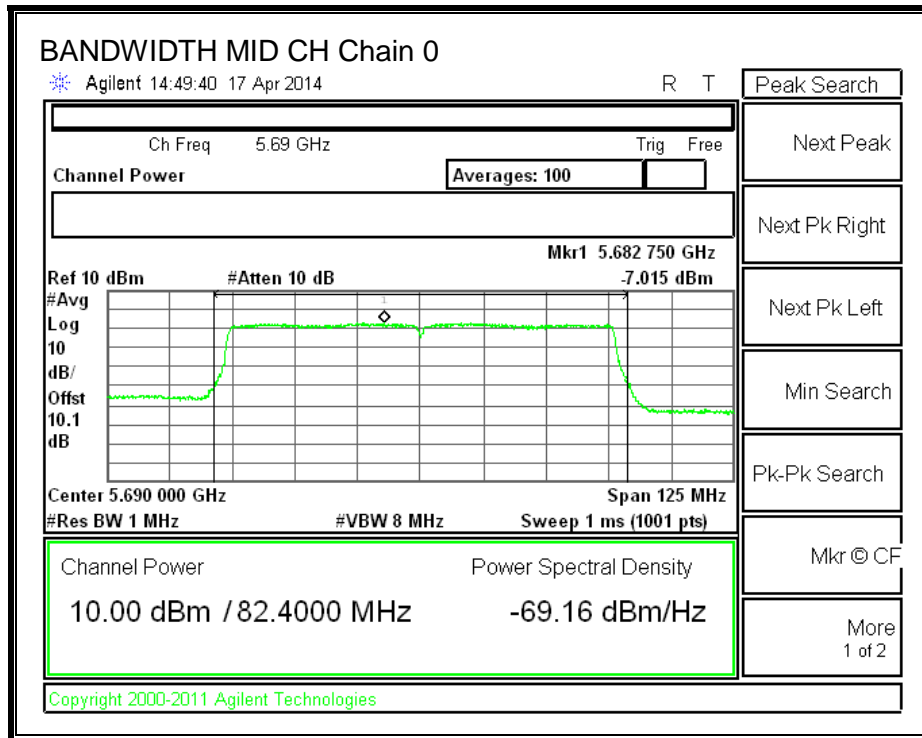 BANDWIDTH MID CH Chain 0
Agilent 14:49:40 17 Apr 2014 R T
Peak Search
Ch Freq 5.69 GHz Trig Free
Channel Power Averages: 100
Mkr1 5.682 750 GHz
Ref 10 dBm #Atten 10 dB -7.015 dBm
#Avg
Log
10
dB/
Offst
10.1
dB
1
Center 5.690 000 GHz Span 125 MHz
#Res BW 1 MHz #VBW 8 MHz Sweep 1 ms (1001 pts)
Channel Power Power Spectral Density
10.00 dBm / 82.4000 MHz -69.16 dBm/Hz
Next Peak
Next Pk Right
Next Pk Left
Min Search
Pk-Pk Search
Mkr © CF
More
1 of 2
Copyright 2000-2011 Agilent Technologies